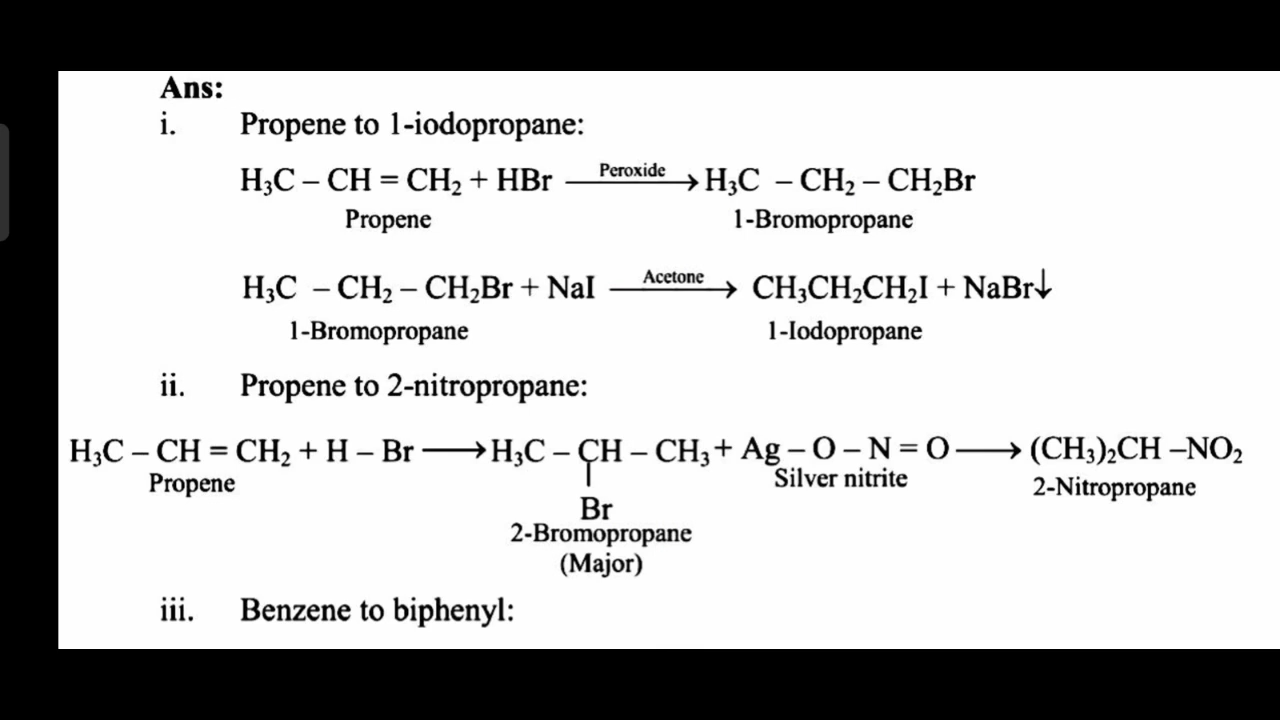 Ans:
i. Propene to 1-iodopropane:
H₃C – CH = CH₂ + HBr —Peroxide→ H₃C – CH₂ – CH₂Br
Propene 1-Bromopropane
H₃C – CH₂ – CH₂Br + NaI —Acetone→ CH₃CH₂CH₂I + NaBr↓
1-Bromopropane 1-Iodopropane
ii. Propene to 2-nitropropane:
H₃C – CH = CH₂ + H – Br ⟶ H₃C – CH – CH₃ + Ag – O – N = O ⟶ (CH₃)₂CH –NO₂
Propene Silver nitrite 2-Nitropropane
Br
2-Bromopropane
(Major)
iii. Benzene to biphenyl: